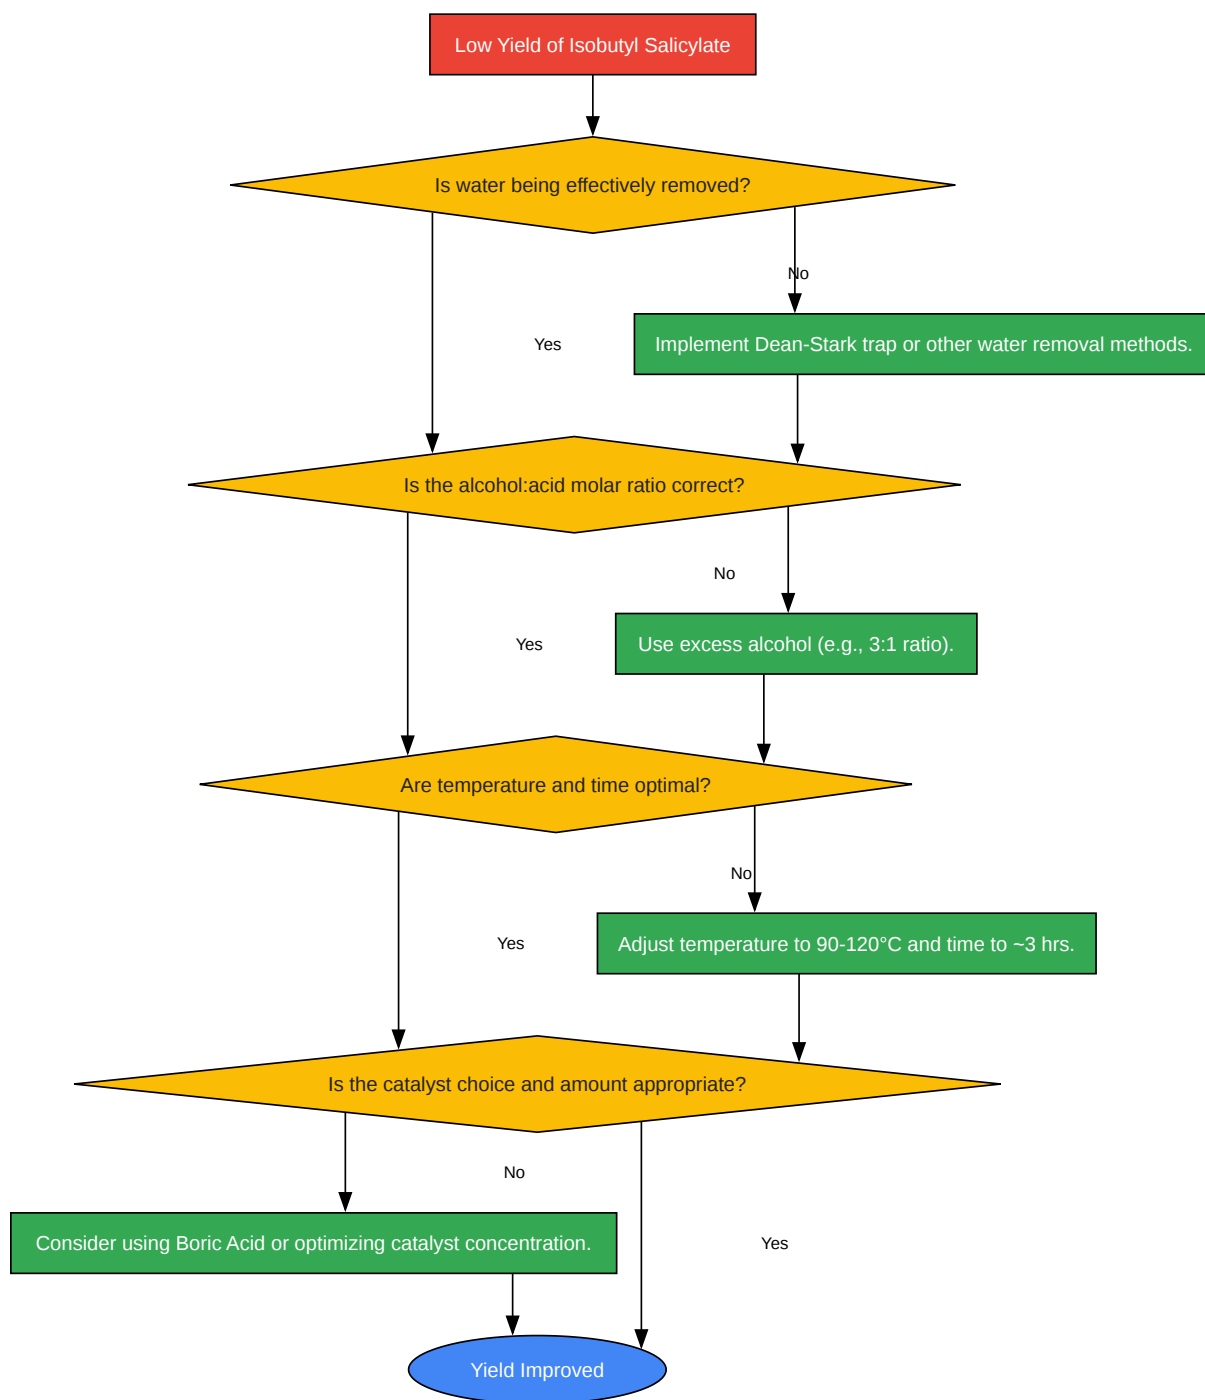 Low Yield of Isobutyl Salicylate
Is water being effectively removed?
No
Yes
Implement Dean-Stark trap or other water removal methods.
Is the alcohol:acid molar ratio correct?
No
Yes
Use excess alcohol (e.g., 3:1 ratio).
Are temperature and time optimal?
No
Yes
Adjust temperature to 90-120°C and time to ~3 hrs.
Is the catalyst choice and amount appropriate?
No
Consider using Boric Acid or optimizing catalyst concentration.
Yes
Yield Improved